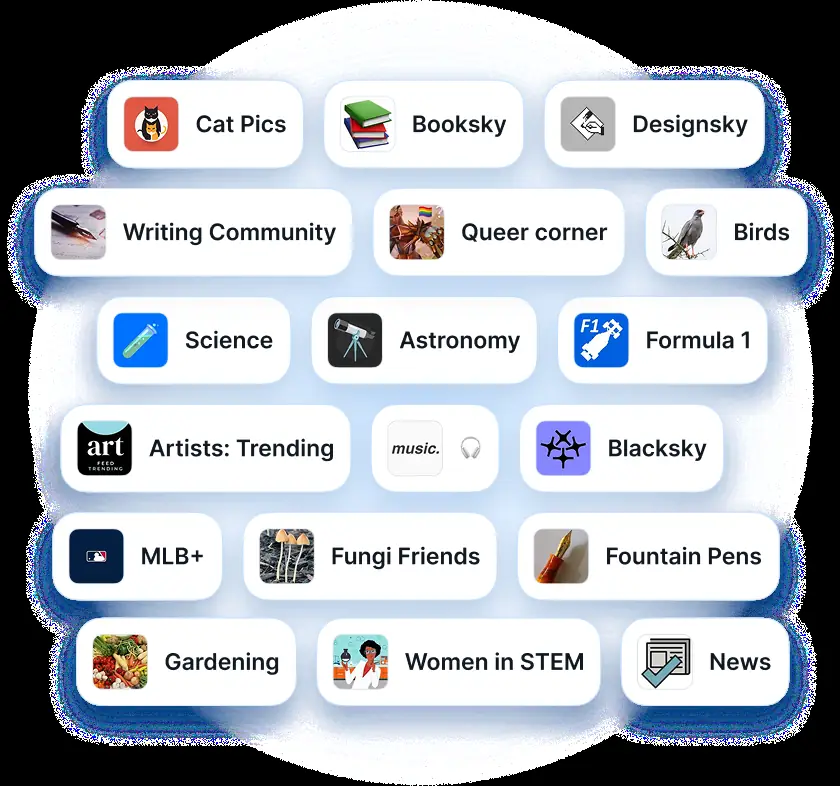 Cat Pics
Booksky
Designsky
Writing Community
Queer corner
Birds
Science
Astronomy
F1
Formula 1
art
FEED
TRENDING
Artists: Trending
music.
Blacksky
MLB+
Fungi Friends
Fountain Pens
Gardening
Women in STEM
News